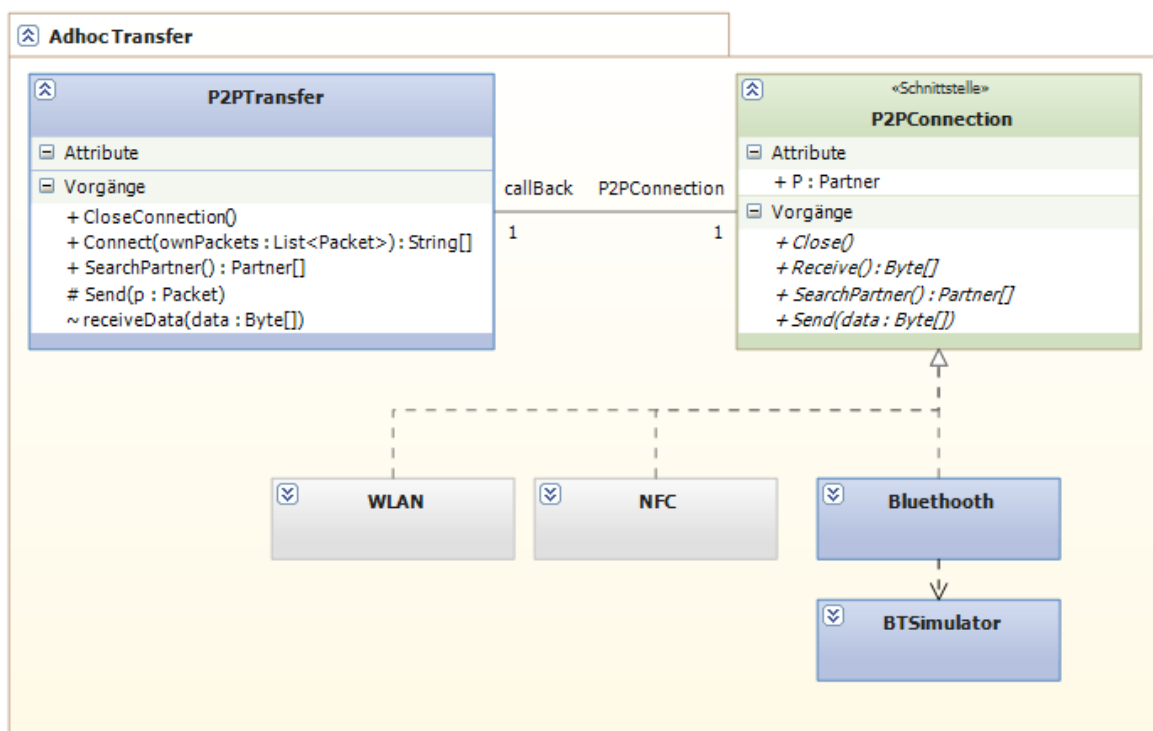 Adhoc Transfer
P2PTransfer
Attribute
Vorgänge
+ CloseConnection()
+ Connect(ownPackets : List<Packet>) : String[]
+ SearchPartner() : Partner[]
# Send(p : Packet)
~ receiveData(data : Byte[])
callBack P2PConnection
1 1
«Schnittstelle»
P2PConnection
Attribute
+ P : Partner
Vorgänge
+ Close()
+ Receive() : Byte[]
+ SearchPartner() : Partner[]
+ Send(data : Byte[])
WLAN
NFC
Bluethooth
BTSimulator